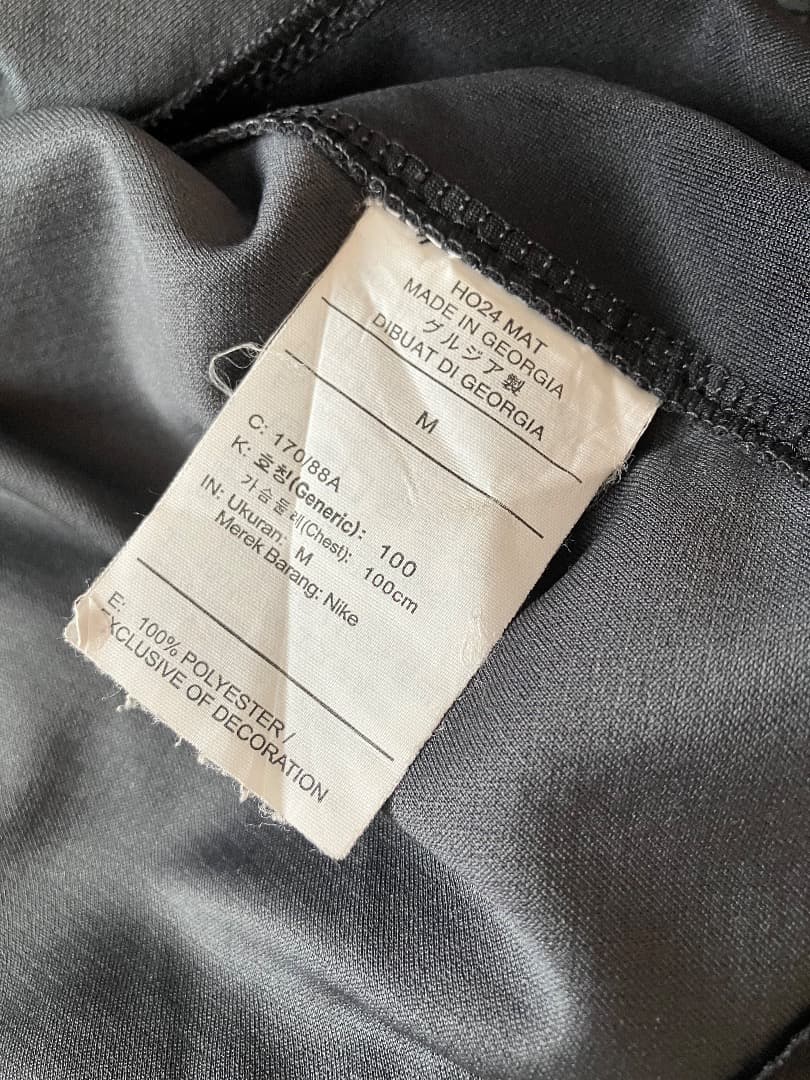 HO24 MAT
MADE IN GEORGIA
グルジア製
DIBUAT DI GEORGIA
M
C: 170/88A
K: 호칭(Generic): 100
가슴둘레(Chest): 100cm
IN: Ukuran: M
Merek Barang: Nike
E: 100% POLYESTER /
EXCLUSIVE OF DECORATION